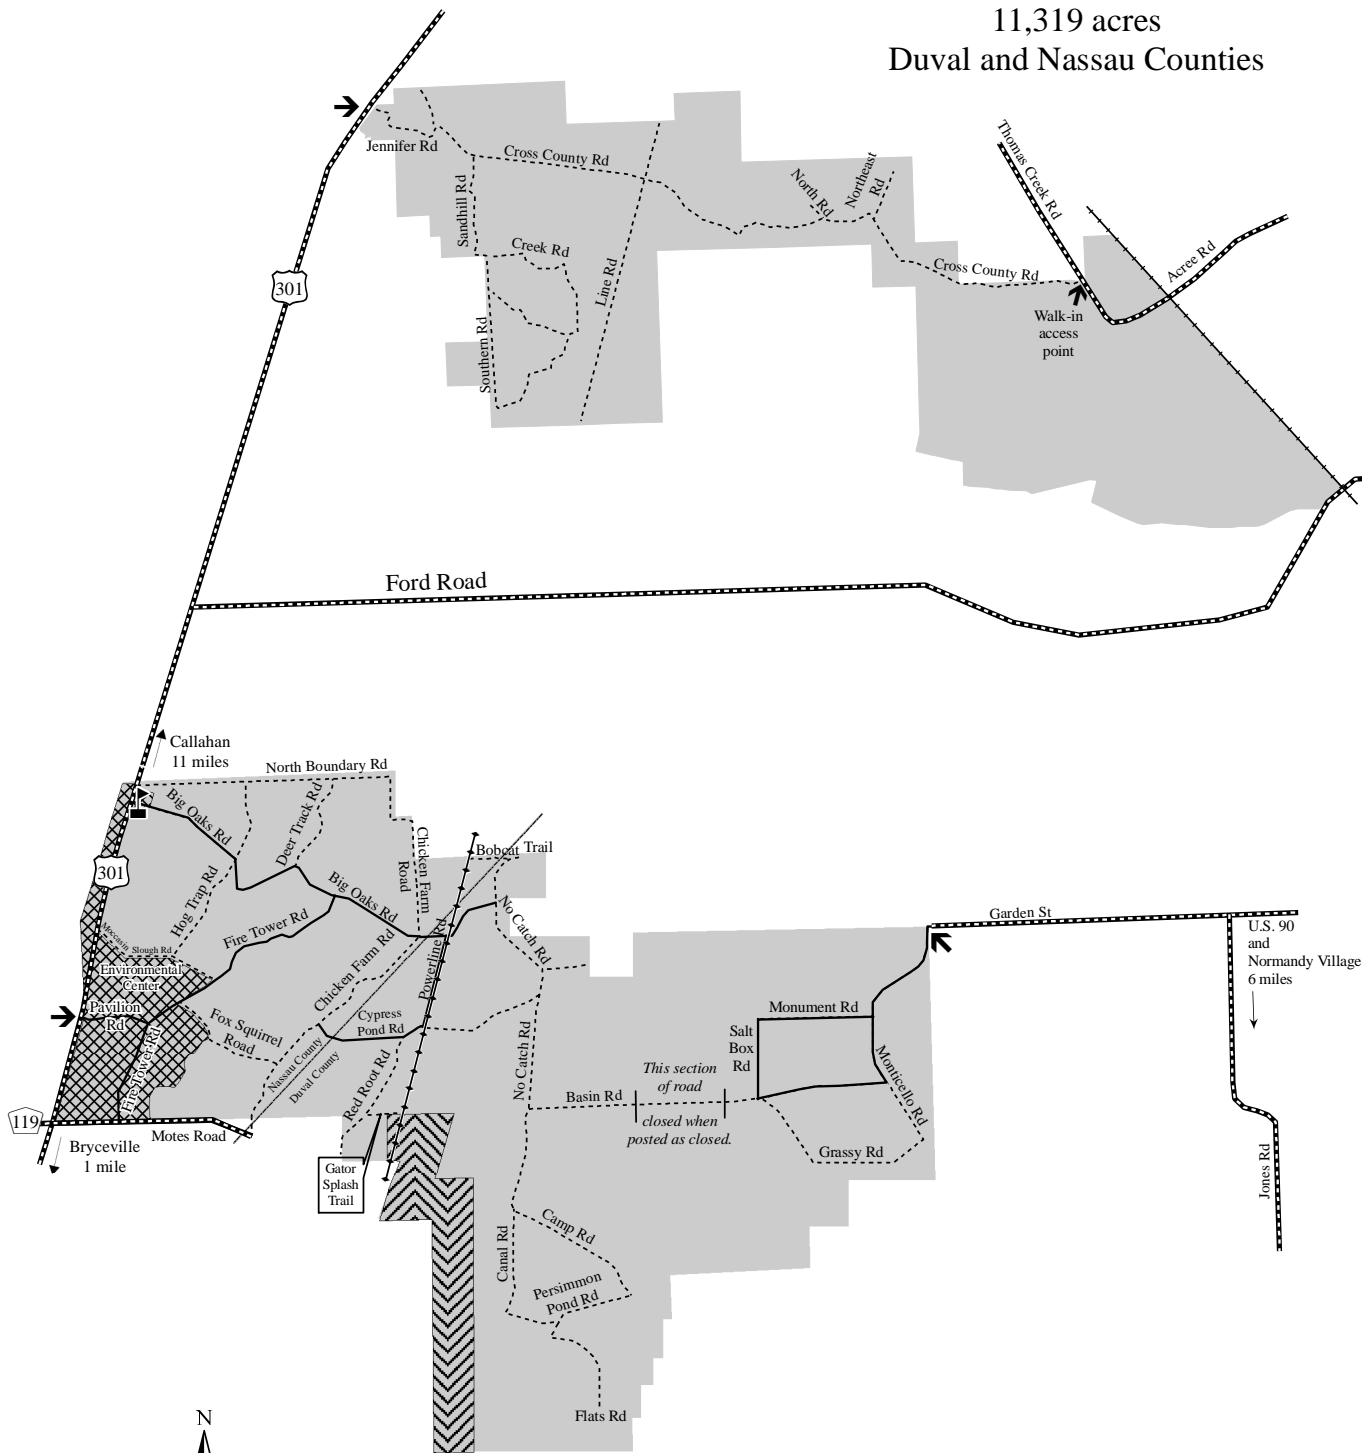 11,319 acres
Duval and Nassau Counties
Jennifer Rd
Cross County Rd
Sandhill Rd
Creek Rd
Southern Rd
Line Rd
North Rd
Northeast
Rd
Thomas Creek Rd
Acree Rd
Cross County Rd
Walk-in
access
point
301
Ford Road
Callahan
11 miles
North Boundary Rd
Big Oaks Rd
Deer Track Rd
Chicken Farm
Road
Bobcat Trail
301
Hog Trap Rd
Big Oaks Rd
Fire Tower Rd
No Catch Rd
Powerline Rd
Moccasin Slough Rd
Environmental
Center
Chicken Farm Rd
Pavilion
Rd
Fox Squirrel
Road
Cypress
Pond Rd
Fire Tower Rd
Nassau County
Duval County
Red Root Rd
No Catch Rd
119
Motes Road
Bryceville
1 mile
Gator
Splash
Trail
Basin Rd
This section
of road
closed when
posted as closed.
Garden St
Monument Rd
Salt
Box
Rd
Monticello Rd
Grassy Rd
U.S. 90
and
Normandy Village
6 miles
Jones Rd
Canal Rd
Camp Rd
Persimmon
Pond Rd
Flats Rd
N